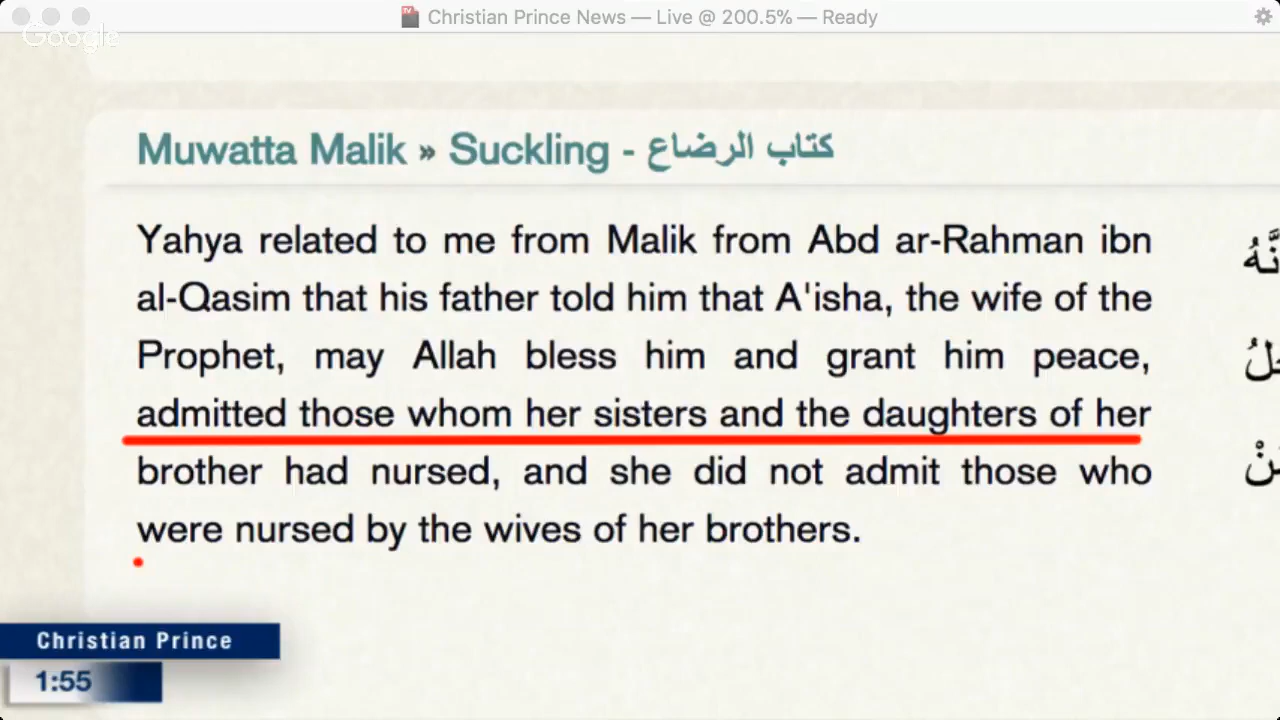 Christian Prince News — Live @ 200.5% — Ready
Google
Muwatta Malik » Suckling - كتاب الرضاع
Yahya related to me from Malik from Abd ar-Rahman ibn
al-Qasim that his father told him that A'isha, the wife of the
Prophet, may Allah bless him and grant him peace,
admitted those whom her sisters and the daughters of her
brother had nursed, and she did not admit those who
were nursed by the wives of her brothers.
Christian Prince
1:55